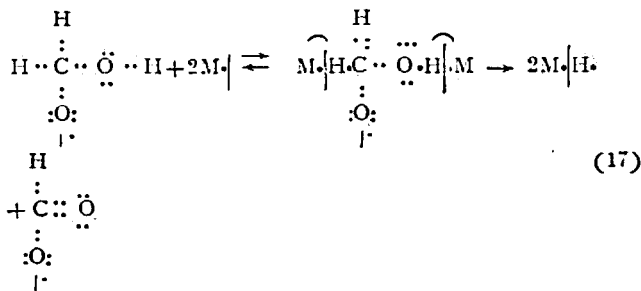 H H
H ·· C ·· Ö ·· H + 2M·| ⇌ M·|H·C ·· O ·H|·M → 2M·|H·
:O: :O:
H (17)
+ C :: O
:O: